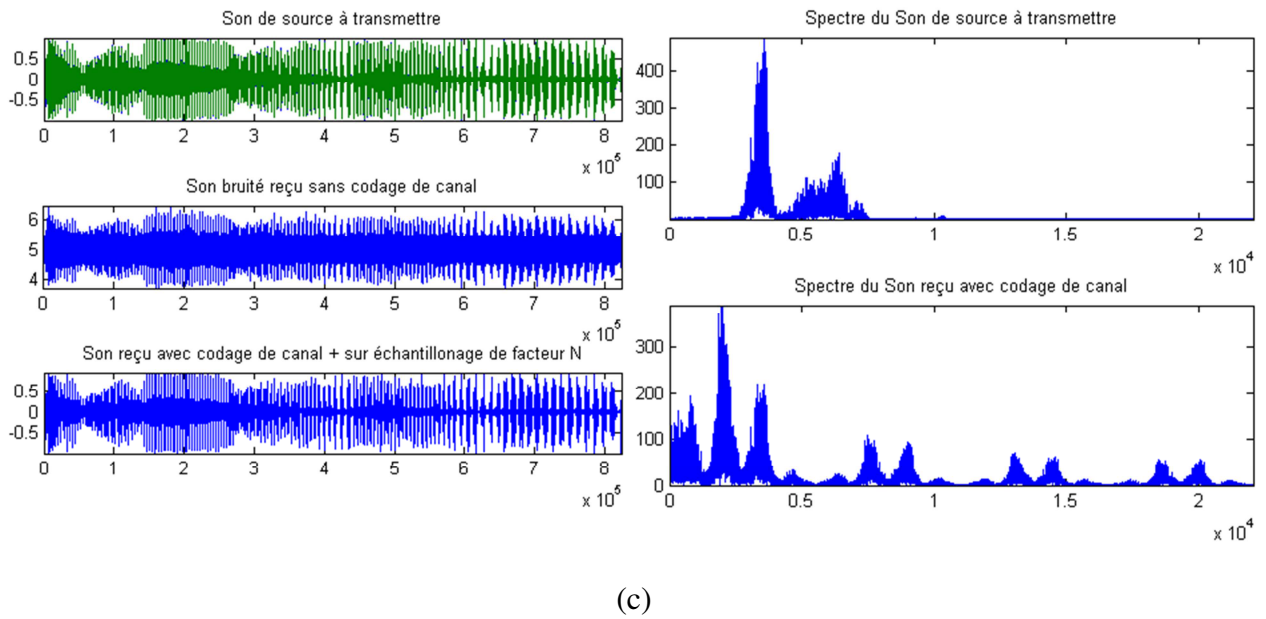 Son de source à transmettre
0.5
0
-0.5
0 1 2 3 4 5 6 7 8
x 10^5
Son bruité reçu sans codage de canal
6
5
4
0 1 2 3 4 5 6 7 8
x 10^5
Son reçu avec codage de canal + sur échantillonage de facteur N
0.5
0
-0.5
0 1 2 3 4 5 6 7 8
x 10^5
Spectre du Son de source à transmettre
400
300
200
100
0 0.5 1 1.5 2
x 10^4
Spectre du Son reçu avec codage de canal
300
200
100
0
0 0.5 1 1.5 2
x 10^4
(c)